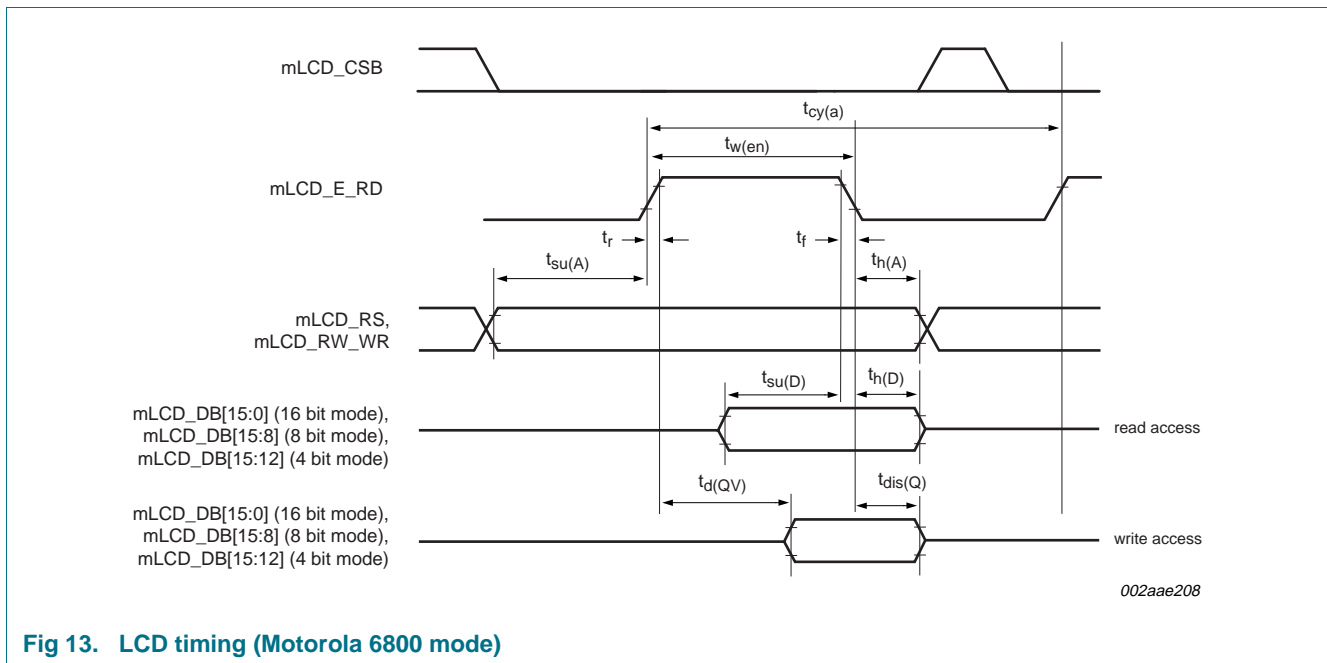 mLCD_CSB
tcy(a)
tw(en)
mLCD_E_RD
tr
tf
tsu(A)
th(A)
mLCD_RS,
mLCD_RW_WR
tsu(D)
th(D)
mLCD_DB[15:0] (16 bit mode),
mLCD_DB[15:8] (8 bit mode),
mLCD_DB[15:12] (4 bit mode)
read access
td(QV)
tdis(Q)
mLCD_DB[15:0] (16 bit mode),
mLCD_DB[15:8] (8 bit mode),
mLCD_DB[15:12] (4 bit mode)
write access
002aae208
Fig 13. LCD timing (Motorola 6800 mode)